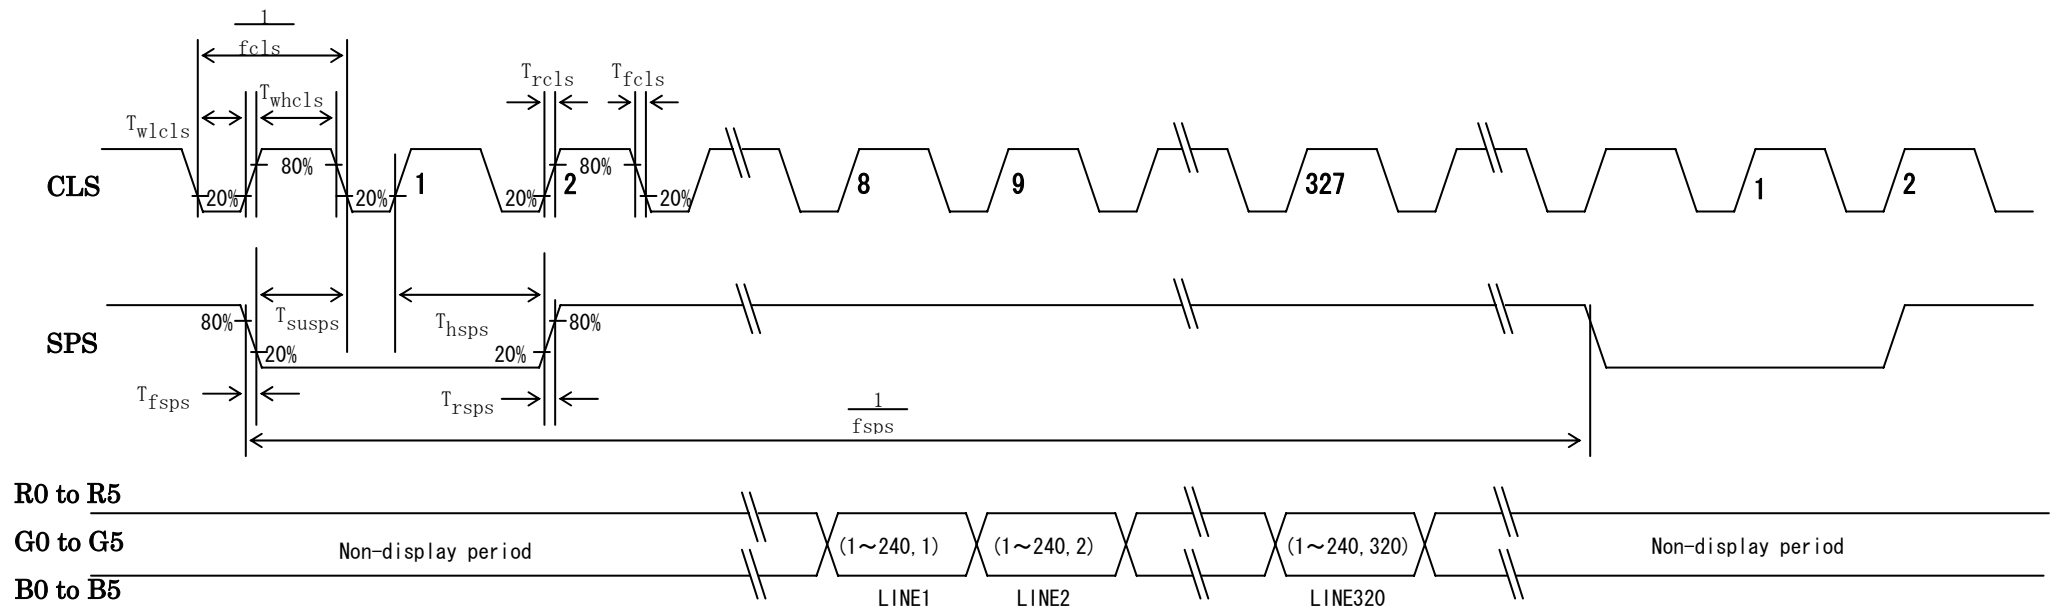 1
fcls
Trcls
Tfcls
Twhcls
Twlcls
CLS
20%
80%
20%
1
20%
2
80%
20%
8
9
327
1
2
SPS
80%
20%
Tsusps
Thsps
20%
80%
Tfsps
Trsps
1
fsps
R0 to R5
G0 to G5
B0 to B5
Non-display period
(1～240,1)
(1～240,2)
(1～240,320)
Non-display period
LINE1
LINE2
LINE320